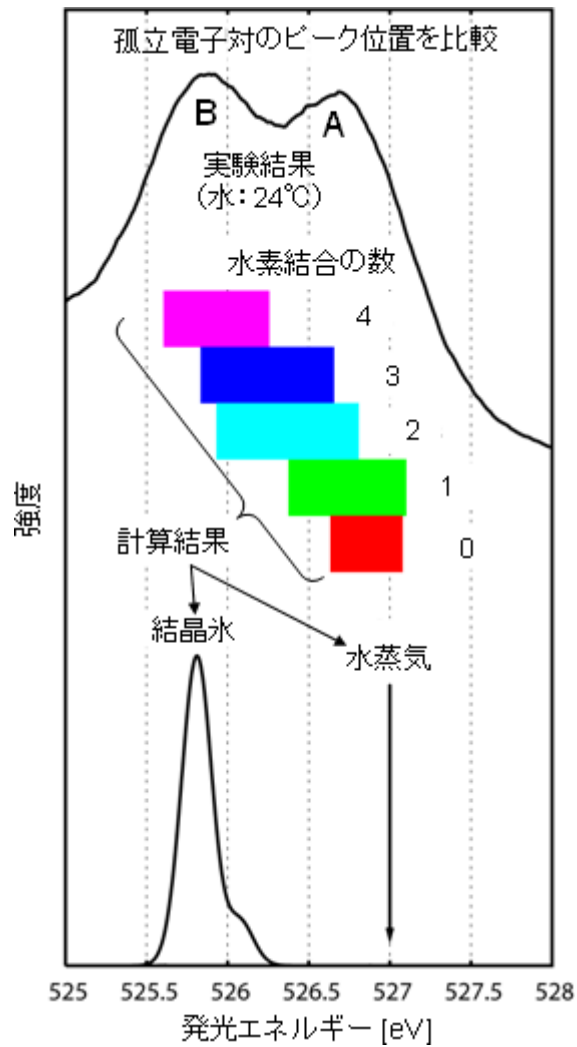 孤立電子対のピーク位置を比較
B
A
実験結果
(水：24℃)
水素結合の数
4
3
2
1
0
強度
計算結果
結晶氷
水蒸気
525 525.5 526 526.5 527 527.5 528
発光エネルギー [eV]